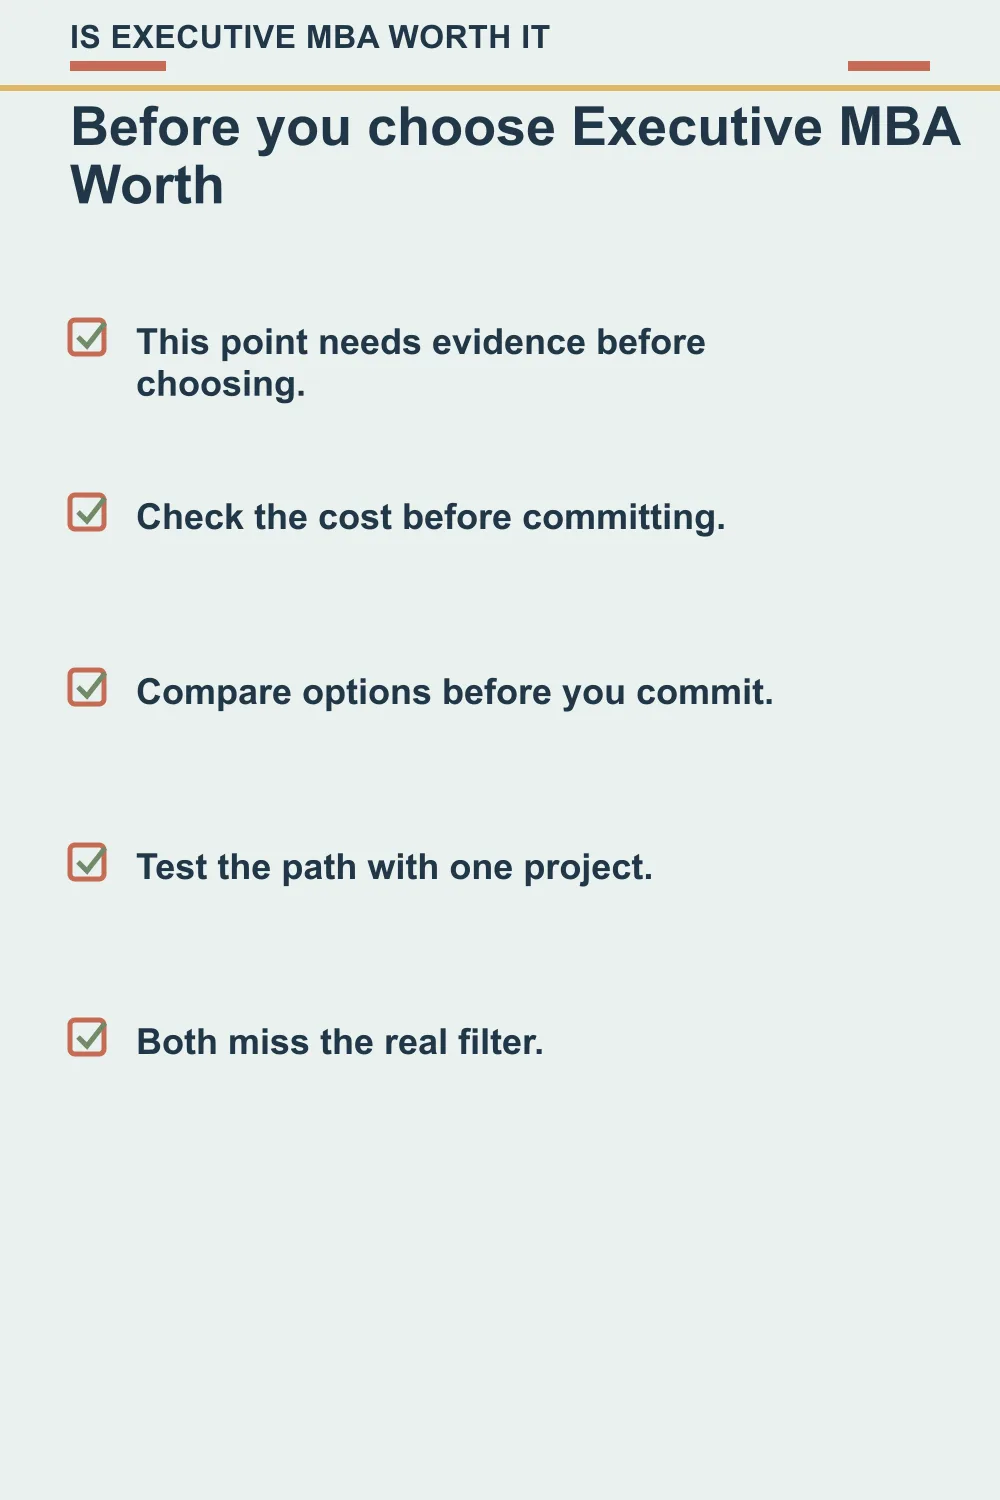 IS EXECUTIVE MBA WORTH IT
Before you choose Executive MBA
Worth
This point needs evidence before
choosing.
Check the cost before committing.
Compare options before you commit.
Test the path with one project.
Both miss the real filter.